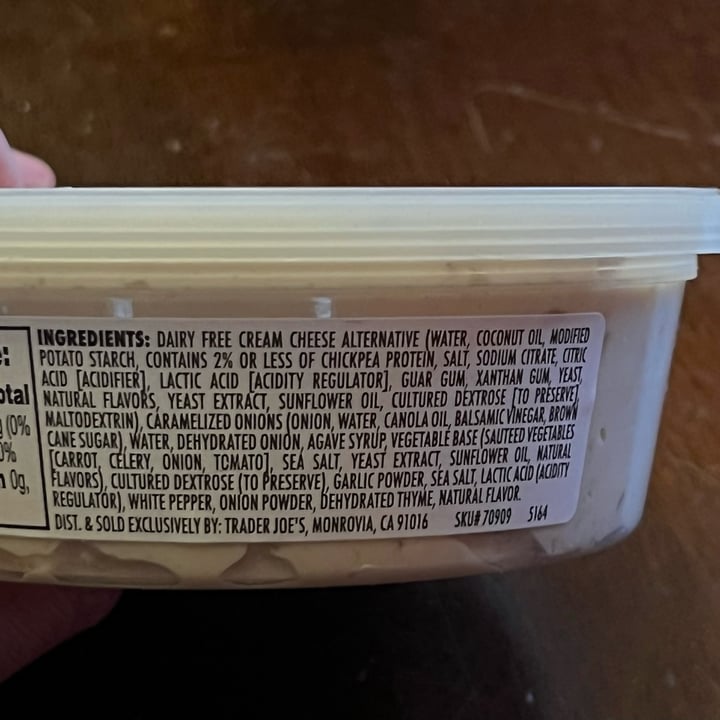 e:
otal
g (0%
0%
n 0g,
INGREDIENTS: DAIRY FREE CREAM CHEESE ALTERNATIVE (WATER, COCONUT OIL, MODIFIED
POTATO STARCH, CONTAINS 2% OR LESS OF CHICKPEA PROTEIN, SALT, SODIUM CITRATE, CITRIC
ACID [ACIDIFIER], LACTIC ACID [ACIDITY REGULATOR], GUAR GUM, XANTHAN GUM, YEAST,
NATURAL FLAVORS, YEAST EXTRACT, SUNFLOWER OIL, CULTURED DEXTROSE [TO PRESERVE],
MALTODEXTRIN), CARAMELIZED ONIONS (ONION, WATER, CANOLA OIL, BALSAMIC VINEGAR, BROWN
CANE SUGAR), WATER, DEHYDRATED ONION, AGAVE SYRUP, VEGETABLE BASE (SAUTEED VEGETABLES
[CARROT, CELERY, ONION, TOMATO], SEA SALT, YEAST EXTRACT, SUNFLOWER OIL, NATURAL
FLAVORS), CULTURED DEXTROSE (TO PRESERVE), GARLIC POWDER, SEA SALT, LACTIC ACID (ACIDITY
REGULATOR), WHITE PEPPER, ONION POWDER, DEHYDRATED THYME, NATURAL FLAVOR.
DIST. & SOLD EXCLUSIVELY BY: TRADER JOE'S, MONROVIA, CA 91016 SKU# 70909 5164